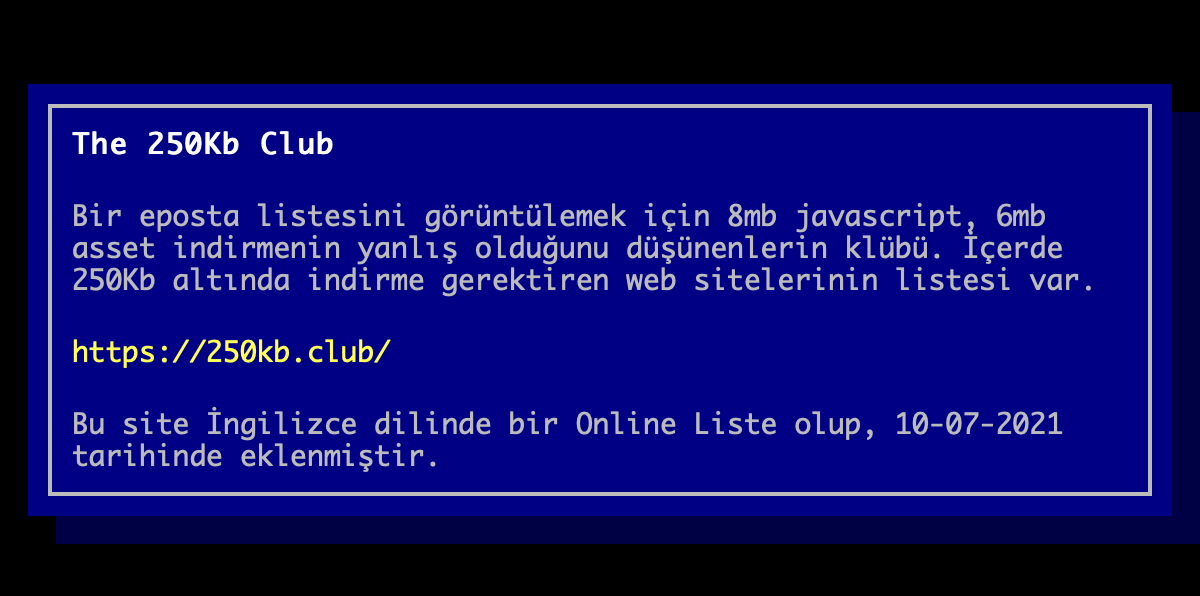 The 250Kb Club
Bir eposta listesini görüntülemek için 8mb javascript, 6mb
asset indirmenin yanlış olduğunu düşünenlerin klübü. İçerde
250Kb altında indirme gerektiren web sitelerinin listesi var.
https://250kb.club/
Bu site İngilizce dilinde bir Online Liste olup, 10-07-2021
tarihinde eklenmiştir.